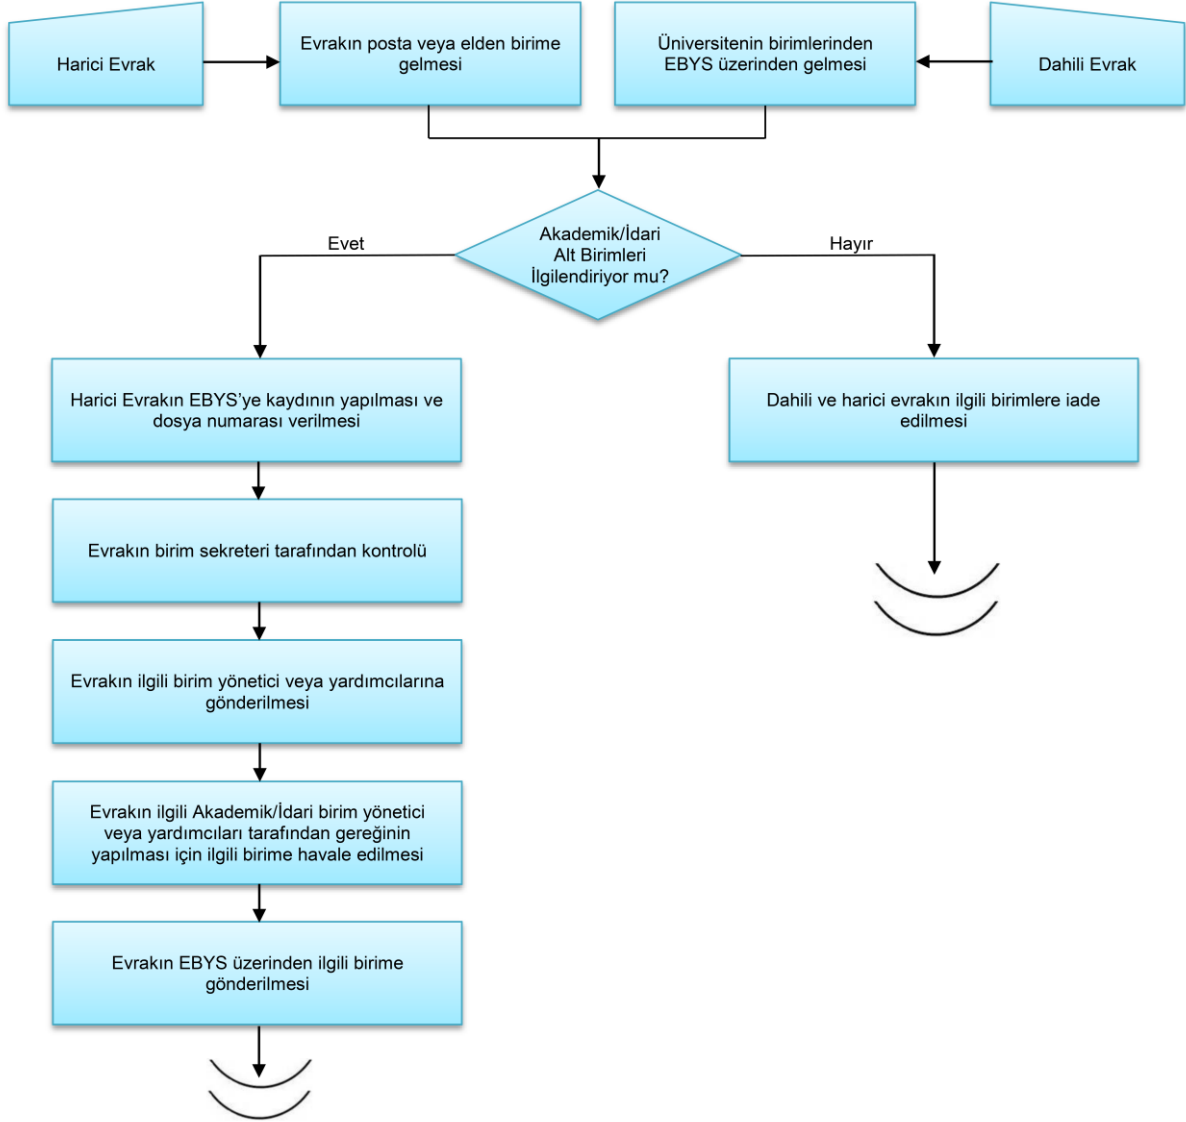 Harici Evrak
Evrakın posta veya elden birime
gelmesi
Üniversitenin birimlerinden
EBYS üzerinden gelmesi
Dahili Evrak
Akademik/İdari
Alt Birimleri
İlgilendiriyor mu?
Evet
Hayır
Harici Evrakın EBYS’ye kaydının yapılması ve
dosya numarası verilmesi
Dahili ve harici evrakın ilgili birimlere iade
edilmesi
Evrakın birim sekreteri tarafından kontrolü
Evrakın ilgili birim yönetici veya yardımcılarına
gönderilmesi
Evrakın ilgili Akademik/İdari birim yönetici
veya yardımcıları tarafından gereğinin
yapılması için ilgili birime havale edilmesi
Evrakın EBYS üzerinden ilgili birime
gönderilmesi